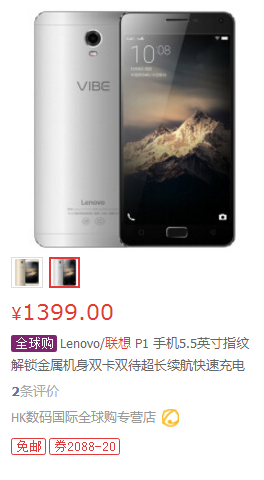 10:08
VIBE
Lenovo
¥1399.00
全球购 Lenovo/联想 P1 手机5.5英寸指纹
解锁金属机身双卡双待超长续航快速充电
2条评价
HK数码国际全球购专营店
免邮 券2088-20